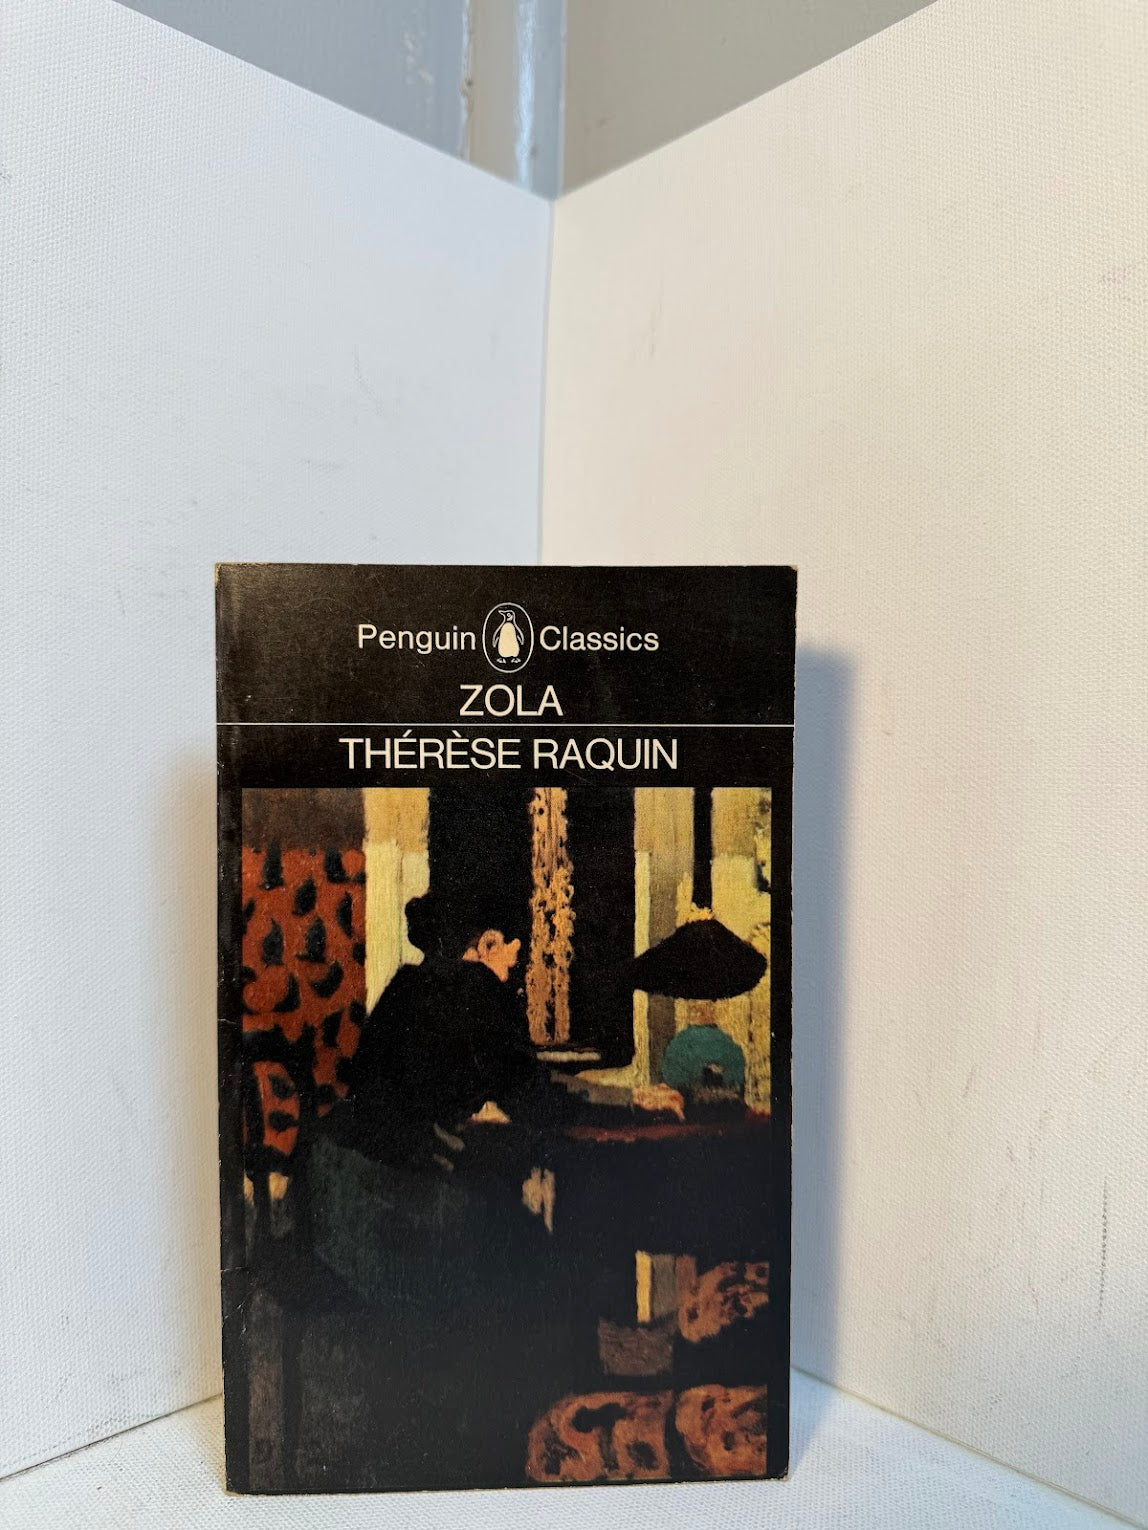 Penguin Classics
ZOLA
THÉRÈSE RAQUIN